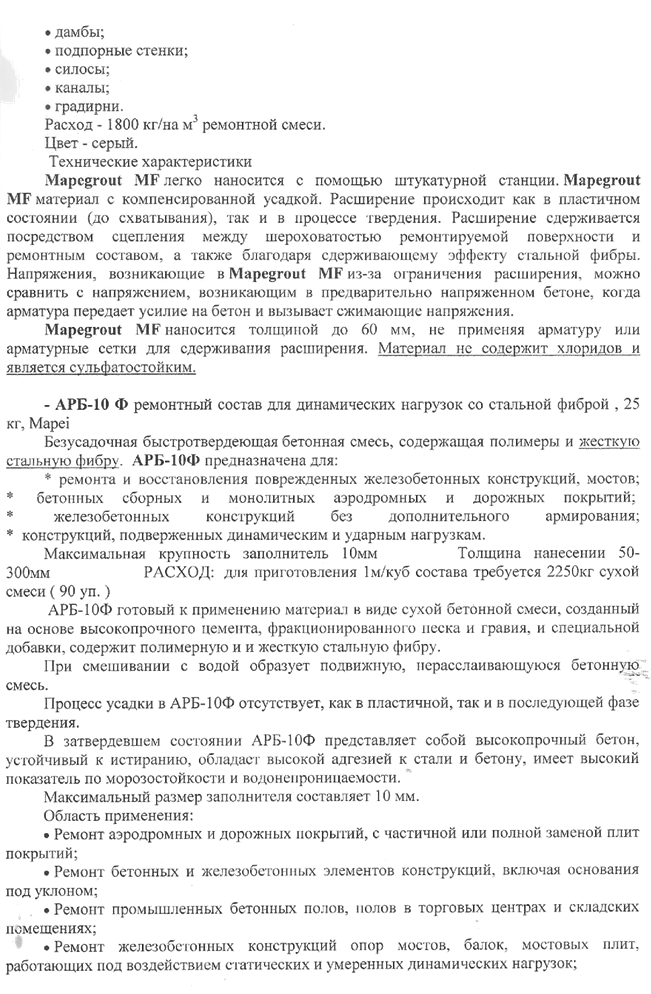 • дамбы;
• подпорные стенки;
• силосы;
• каналы;
• градирни.
Расход - 1800 кг/на м³ ремонтной смеси.
Цвет - серый.
Технические характеристики
Mapegrout MF легко наносится с помощью штукатурной станции. Mapegrout
MF материал с компенсированной усадкой. Расширение происходит как в пластичном
состоянии (до схватывания), так и в процессе твердения. Расширение сдерживается
посредством сцепления между шероховатостью ремонтируемой поверхности и
ремонтным составом, а также благодаря сдерживающему эффекту стальной фибры.
Напряжения, возникающие в Mapegrout MF из-за ограничения расширения, можно
сравнить с напряжением, возникающим в предварительно напряженном бетоне, когда
арматура передает усилие на бетон и вызывает сжимающие напряжения.
Mapegrout MF наносится толщиной до 60 мм, не применяя арматуру или
арматурные сетки для сдерживания расширения. Материал не содержит хлоридов и
является сульфатостойким.
- АРБ-10 Ф ремонтный состав для динамических нагрузок со стальной фиброй , 25
кг, Mapei
Безусадочная быстротвердеющая бетонная смесь, содержащая полимеры и жесткую
стальную фибру. АРБ-10Ф предназначена для:
* ремонта и восстановления поврежденных железобетонных конструкций, мостов;
* бетонных сборных и монолитных аэродромных и дорожных покрытий;
* железобетонных конструкций без дополнительного армирования;
* конструкций, подверженных динамическим и ударным нагрузкам.
Максимальная крупность заполнитель 10мм Толщина нанесении 50-
300мм РАСХОД: для приготовления 1м/куб состава требуется 2250кг сухой
смеси ( 90 уп. )
АРБ-10Ф готовый к применению материал в виде сухой бетонной смеси, созданный
на основе высокопрочного цемента, фракционированного песка и гравия, и специальной
добавки, содержит полимерную и и жесткую стальную фибру.
При смешивании с водой образует подвижную, нерасслаивающуюся бетонную
смесь.
Процесс усадки в АРБ-10Ф отсутствует, как в пластичной, так и в последующей фазе
твердения.
В затвердевшем состоянии АРБ-10Ф представляет собой высокопрочный бетон,
устойчивый к истиранию, обладает высокой адгезией к стали и бетону, имеет высокий
показатель по морозостойкости и водонепроницаемости.
Максимальный размер заполнителя составляет 10 мм.
Область применения:
• Ремонт аэродромных и дорожных покрытий, с частичной или полной заменой плит
покрытий;
• Ремонт бетонных и железобетонных элементов конструкций, включая основания
под уклоном;
• Ремонт промышленных бетонных полов, полов в торговых центрах и складских
помещениях;
• Ремонт железобетонных конструкций опор мостов, балок, мостовых плит,
работающих под воздействием статических и умеренных динамических нагрузок;